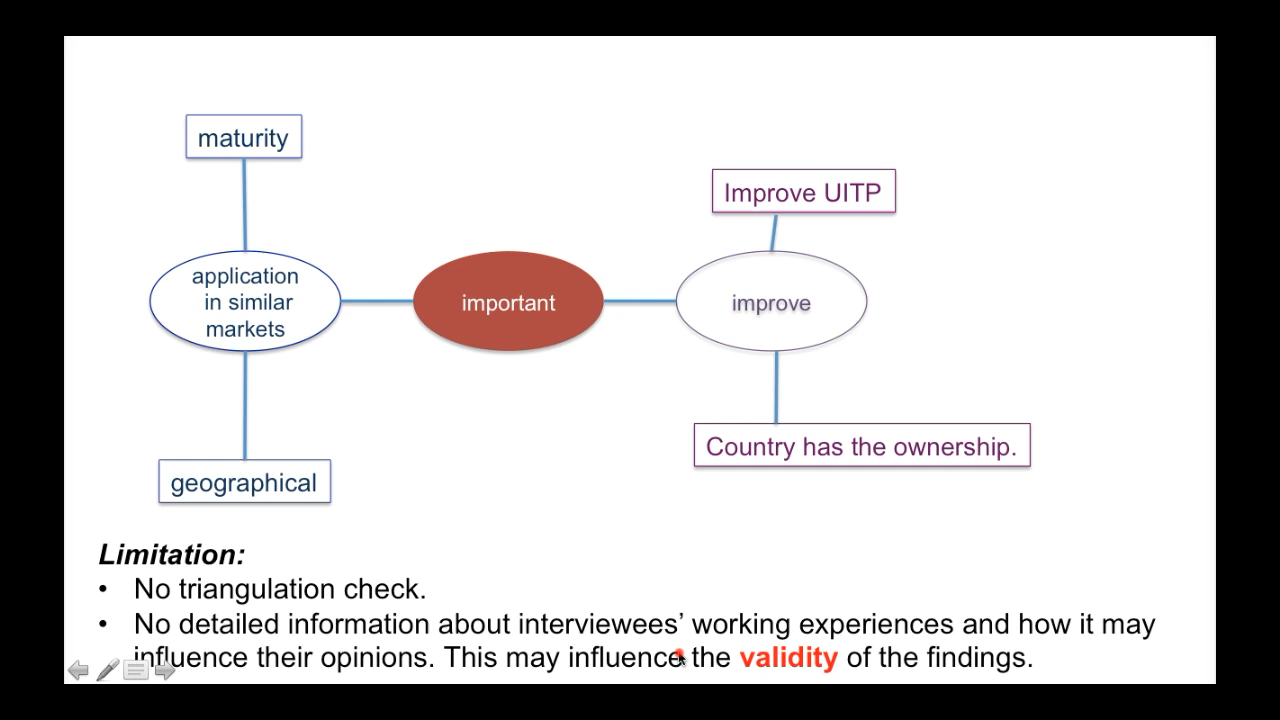 maturity
Improve UITP
application
in similar
markets
important
improve
Country has the ownership.
geographical
Limitation:
• No triangulation check.
• No detailed information about interviewees’ working experiences and how it may
influence their opinions. This may influence the validity of the findings.